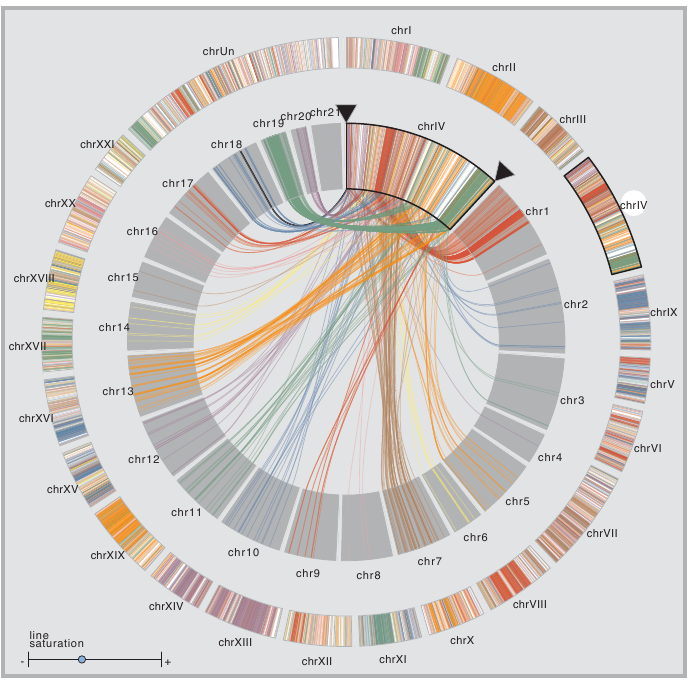 chrI
chrUn
chrII
chr19
chr20
chr21
chrIV
chrIII
chr18
chrXXI
chr17
chrXX
chrIV
chr1
chr16
chr15
chrXVIII
chr2
chrIX
chr14
chrXVII
chrV
chr13
chr3
chrXVI
chrVI
chr12
chr4
chrXV
chr5
chr11
chrVII
chr6
chr10
chrXIX
chr7
chr9
chr8
chrXIV
chrVIII
chrXIII
chrX
chrXII
chrXI
line
saturation
- +